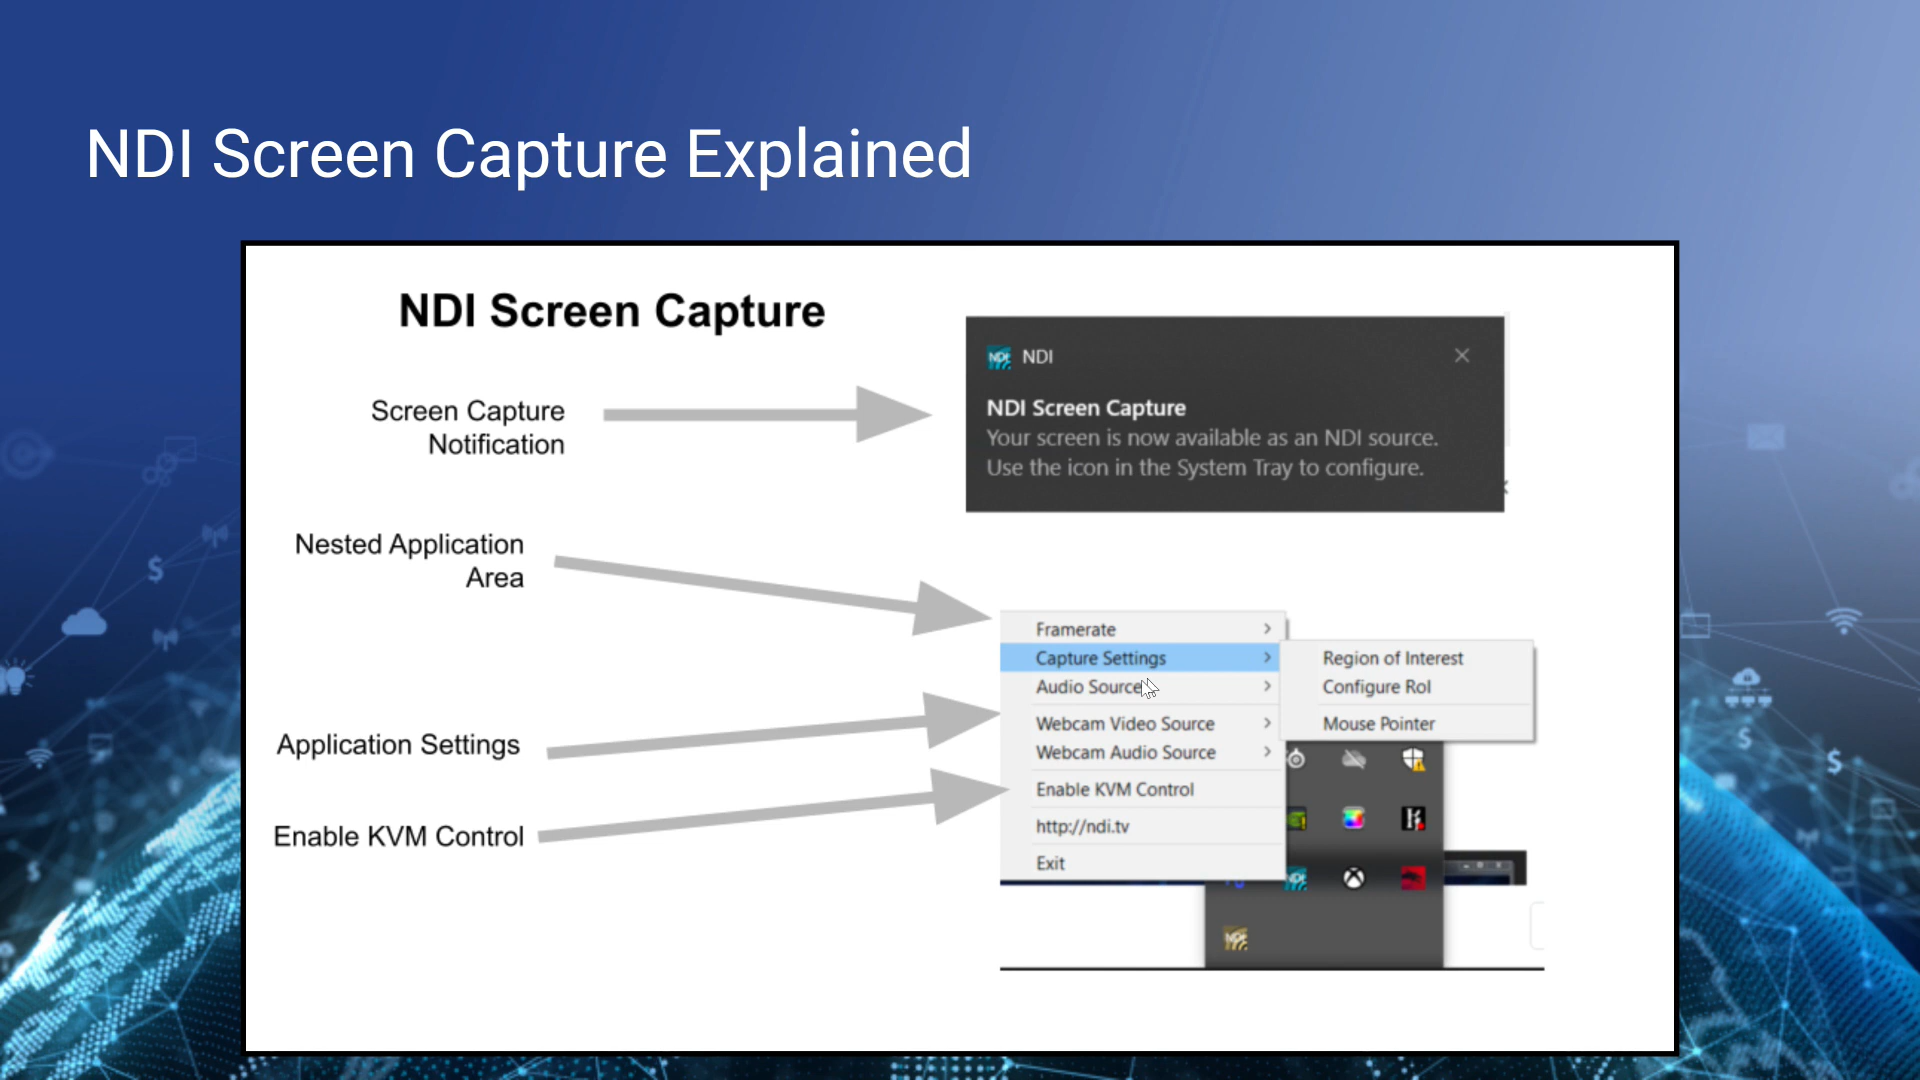 NDI Screen Capture Explained
NDI Screen Capture
Screen Capture
Notification
NDI NDI
NDI Screen Capture
Your screen is now available as an NDI source.
Use the icon in the System Tray to configure.
Nested Application
Area
Application Settings
Enable KVM Control
Framerate
Capture Settings
Audio Source
Webcam Video Source
Webcam Audio Source
Enable KVM Control
http://ndi.tv
Exit
Region of Interest
Configure RoI
Mouse Pointer
NDI
NDI